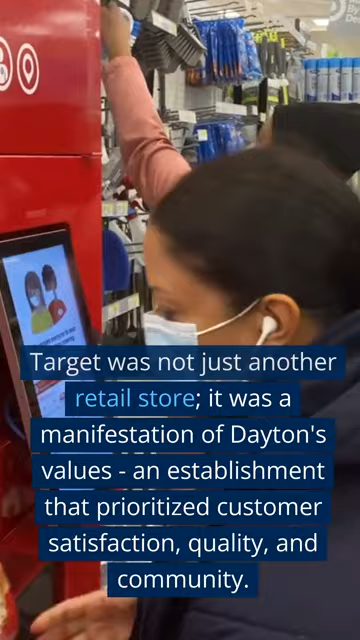 Target was not just another
retail store; it was a
manifestation of Dayton's
values - an establishment
that prioritized customer
satisfaction, quality, and
community.